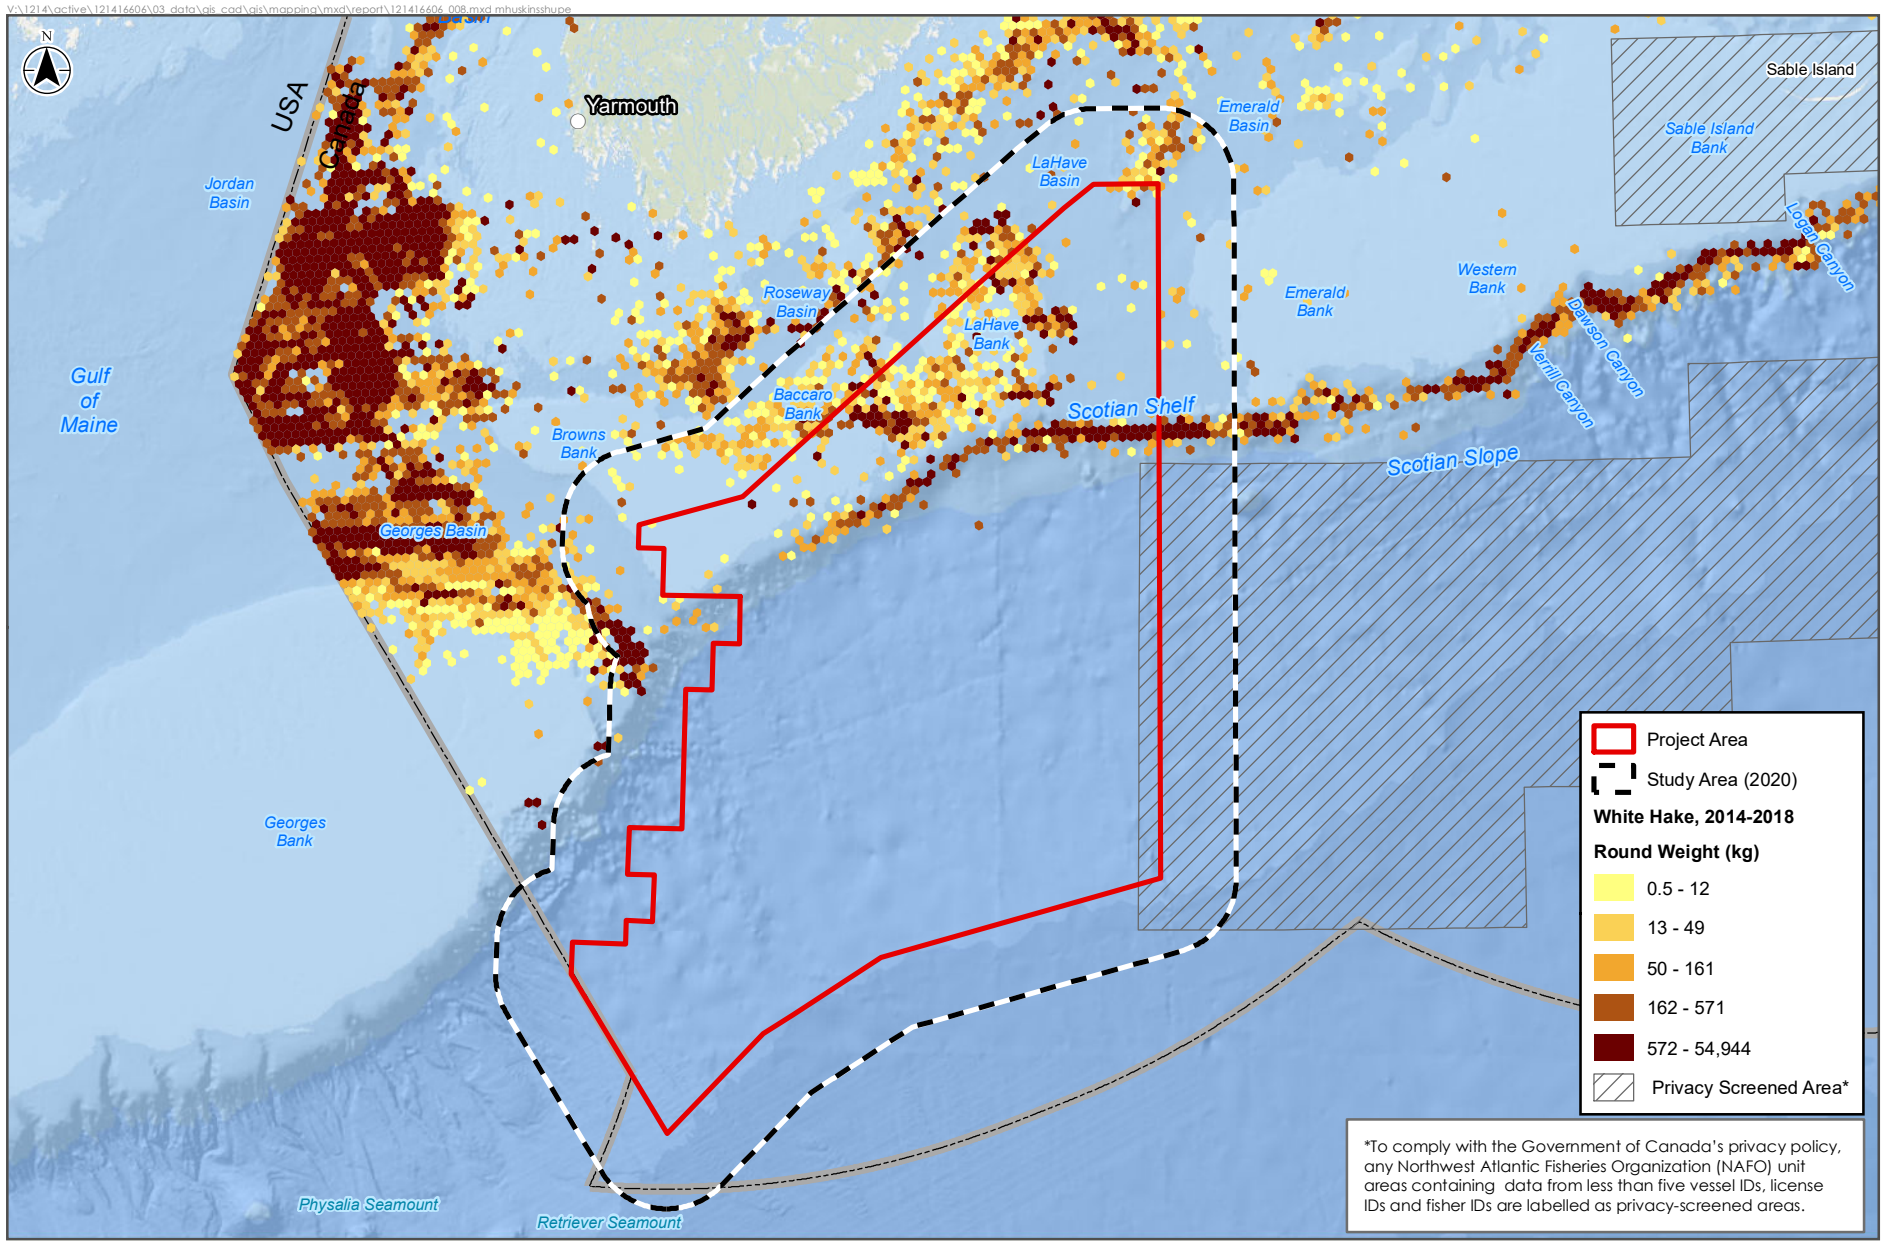 V:\1214\active\121416606\03_data\gis_cad\gis\mapping\mxd\report\121416606_008.mxd mhuskinsshupe
N
USA
Canada
Yarmouth
Sable Island
Sable Island
Bank
Emerald
Basin
LaHave
Basin
Jordan
Basin
Logan Canyon
Roseway
Basin
Emerald
Bank
Western
Bank
LaHave
Bank
Dawson Canyon
Verrill Canyon
Gulf
of
Maine
Baccaro
Bank
Scotian Shelf
Browns
Bank
Scotian Slope
Georges Basin
Georges
Bank
Physalia Seamount
Retriever Seamount
Project Area
Study Area (2020)
White Hake, 2014-2018
Round Weight (kg)
0.5 - 12
13 - 49
50 - 161
162 - 571
572 - 54,944
Privacy Screened Area*
*To comply with the Government of Canada's privacy policy,
any Northwest Atlantic Fisheries Organization (NAFO) unit
areas containing data from less than five vessel IDs, license
IDs and fisher IDs are labelled as privacy-screened areas.